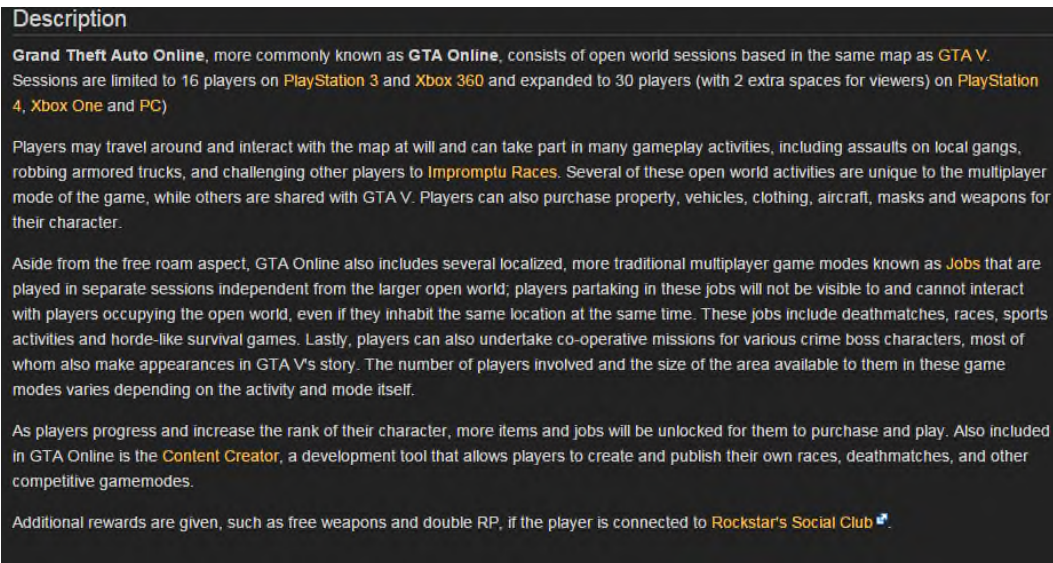 Description
Grand Theft Auto Online, more commonly known as GTA Online, consists of open world sessions based in the same map as GTA V.
Sessions are limited to 16 players on PlayStation 3 and Xbox 360 and expanded to 30 players (with 2 extra spaces for viewers) on PlayStation
4, Xbox One and PC)
Players may travel around and interact with the map at will and can take part in many gameplay activities, including assaults on local gangs,
robbing armored trucks, and challenging other players to Impromptu Races. Several of these open world activities are unique to the multiplayer
mode of the game, while others are shared with GTA V. Players can also purchase property, vehicles, clothing, aircraft, masks and weapons for
their character.
Aside from the free roam aspect, GTA Online also includes several localized, more traditional multiplayer game modes known as Jobs that are
played in separate sessions independent from the larger open world; players partaking in these jobs will not be visible to and cannot interact
with players occupying the open world, even if they inhabit the same location at the same time. These jobs include deathmatches, races, sports
activities and horde-like survival games. Lastly, players can also undertake co-operative missions for various crime boss characters, most of
whom also make appearances in GTA V's story. The number of players involved and the size of the area available to them in these game
modes varies depending on the activity and mode itself.
As players progress and increase the rank of their character, more items and jobs will be unlocked for them to purchase and play. Also included
in GTA Online is the Content Creator, a development tool that allows players to create and publish their own races, deathmatches, and other
competitive gamemodes.
Additional rewards are given, such as free weapons and double RP, if the player is connected to Rockstar's Social Club.